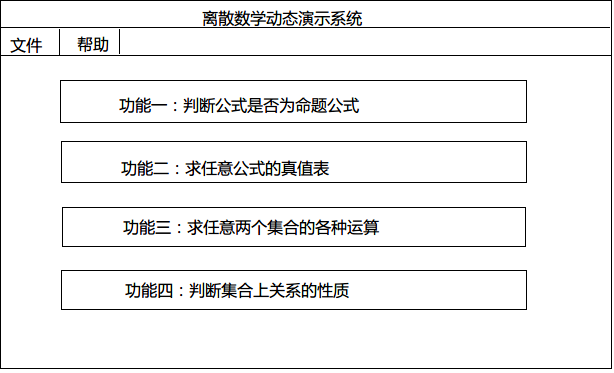 离散数学动态演示系统
文件 帮助
功能一：判断公式是否为命题公式
功能二：求任意公式的真值表
功能三：求任意两个集合的各种运算
功能四：判断集合上关系的性质